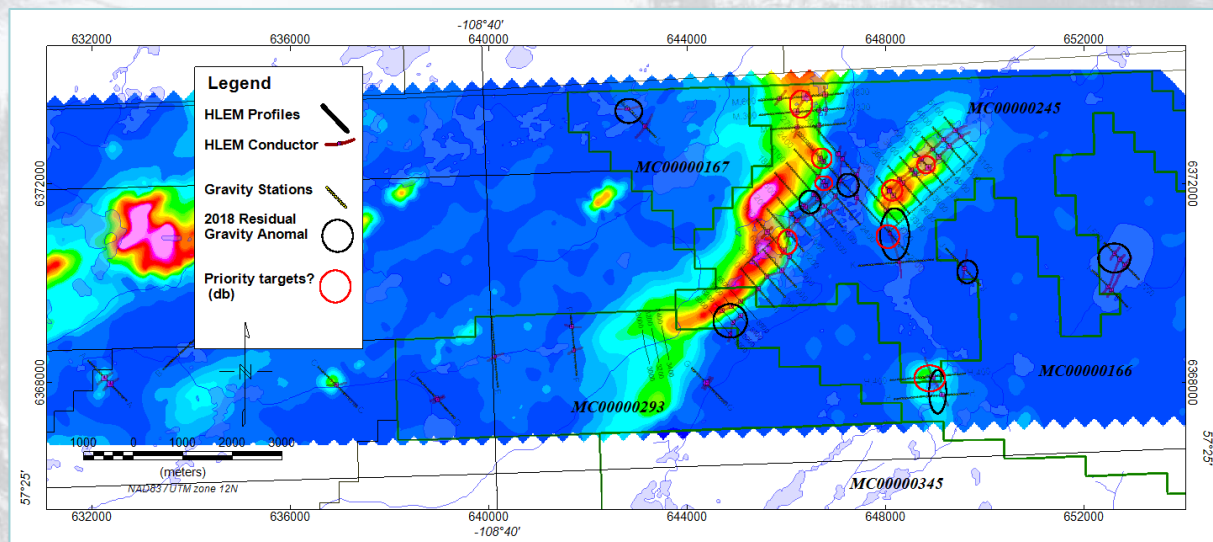 -108°40'
632000 636000 640000 644000 648000 652000
Legend
HLEM Profiles
HLEM Conductor
Gravity Stations
2018 Residual
Gravity Anomal
Priority targets?
(db)
MC00000245
MC00000167
MC00000166
MC00000293
MC00000345
6372000
6372000
6368000
6368000
57°25'
57°25'
N
1000 0 1000 2000 3000
(meters)
NAD83 / UTM zone 12N
632000 636000 640000 644000 648000 652000
-108°40'